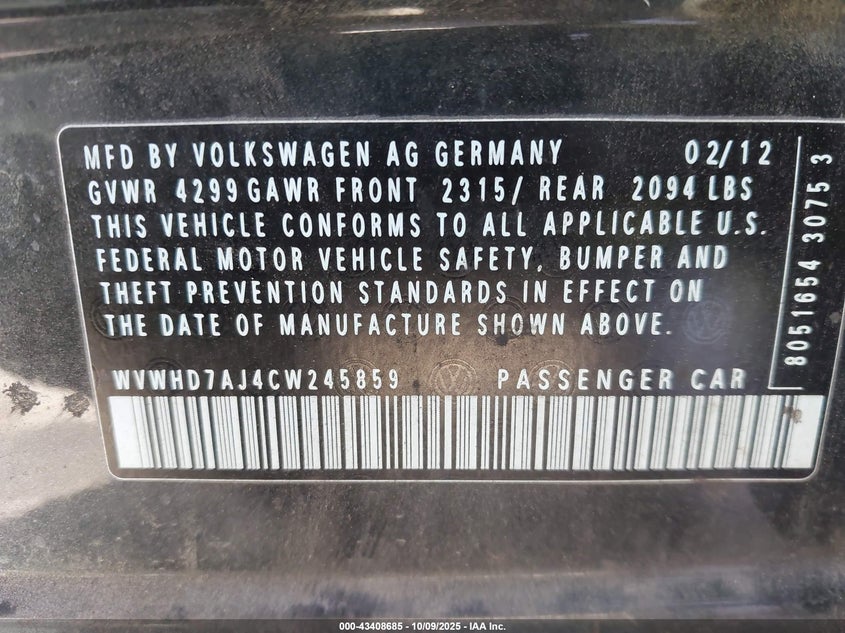 MFD BY VOLKSWAGEN AG GERMANY 02/12
GVWR 4299 GAWR FRONT 2315/ REAR 2094 LBS
THIS VEHICLE CONFORMS TO ALL APPLICABLE U.S.
FEDERAL MOTOR VEHICLE SAFETY, BUMPER AND
THEFT PREVENTION STANDARDS IN EFFECT ON
THE DATE OF MANUFACTURE SHOWN ABOVE.
WVWHD7AJ4CW245859 PASSENGER CAR
8051654 30753
000-43408685 | 10/09/2025 - IAA Inc.